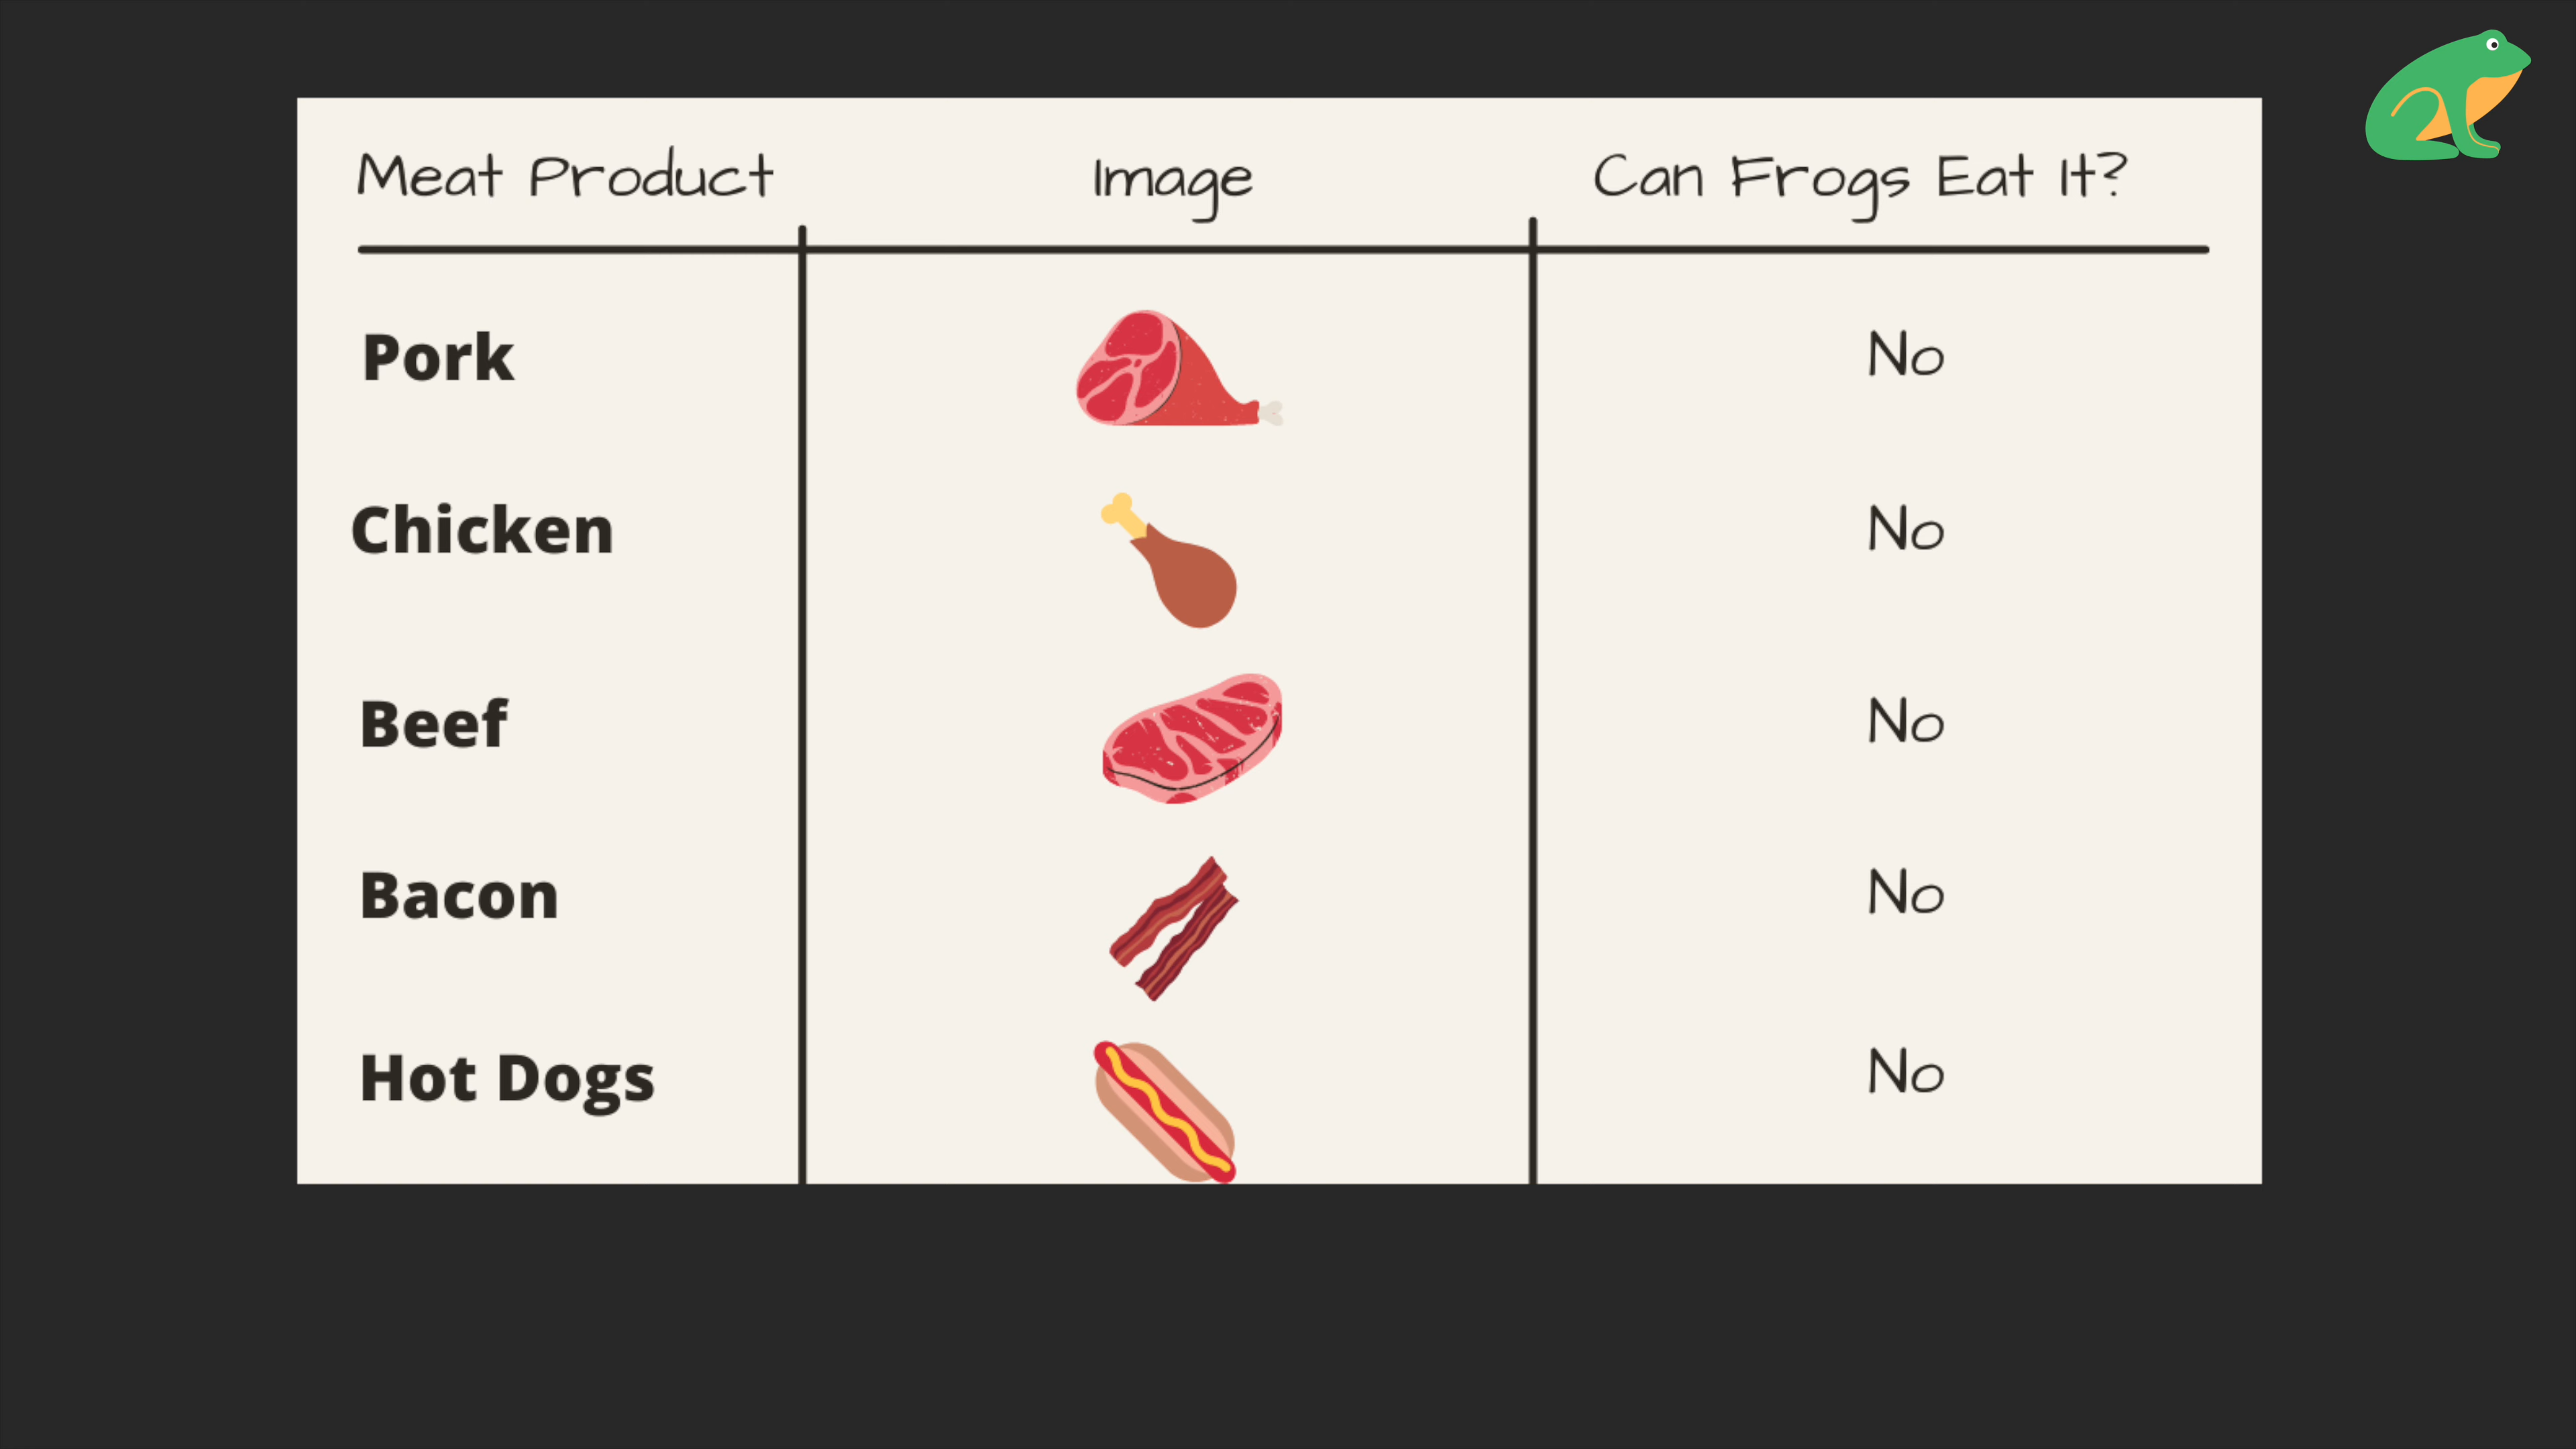 Meat Product Image Can Frogs Eat It?
Pork No
Chicken No
Beef No
Bacon No
Hot Dogs No